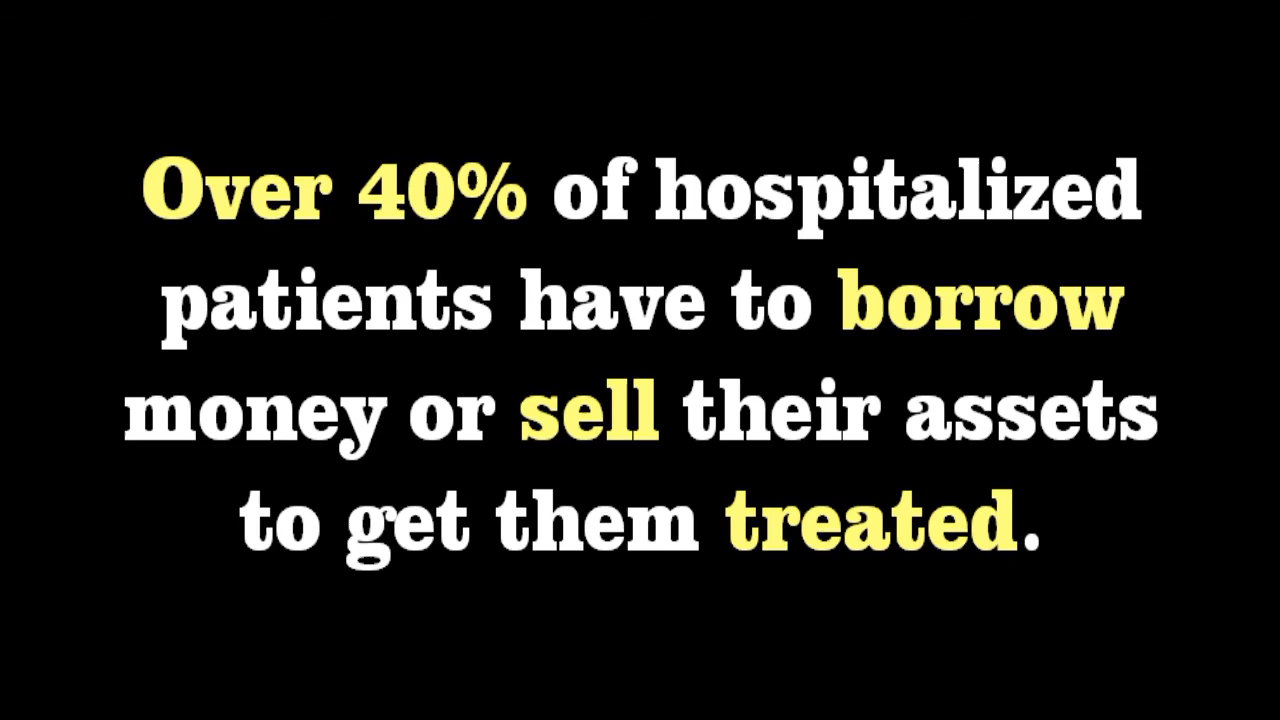 Over 40% of hospitalized
patients have to borrow
money or sell their assets
to get them treated.